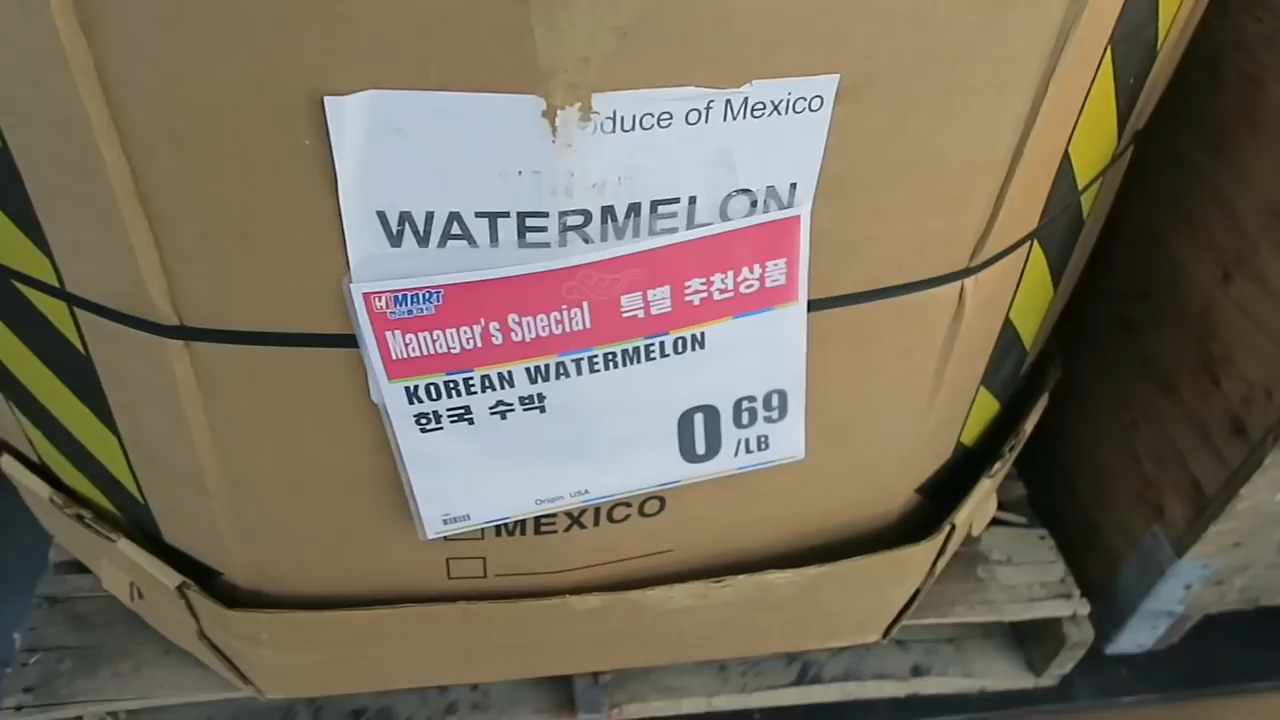 duce of Mexico
WATERMELON
H MART
Manager's Special 특별 추천상품
KOREAN WATERMELON
한국 수박
0 69
/LB
Origin: USA
MEXICO